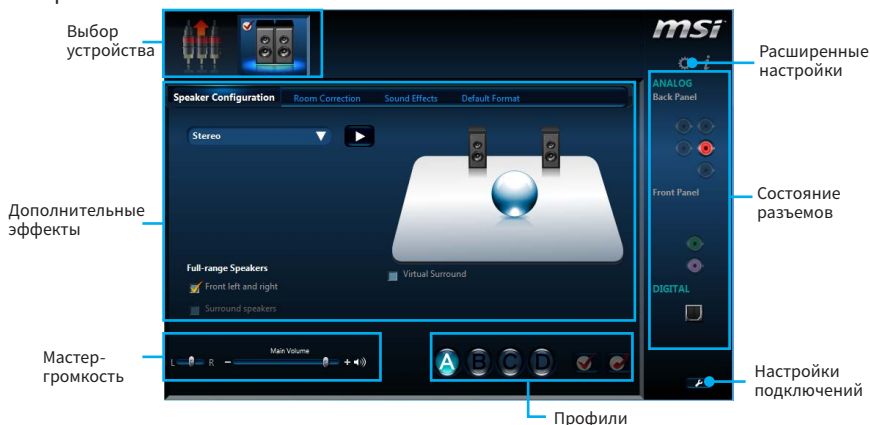 Выбор
устройства
msi
i
Расширенные
настройки
Speaker Configuration
Room Correction
Sound Effects
Default Format
ANALOG
Back Panel
Stereo
Front Panel
Состояние
разъемов
Дополнительные
эффекты
Full-range Speakers
Front left and right
Surround speakers
Virtual Surround
DIGITAL
Мастер-
громкость
Main Volume
L R - +
A B C D
Настройки
подключений
Профили